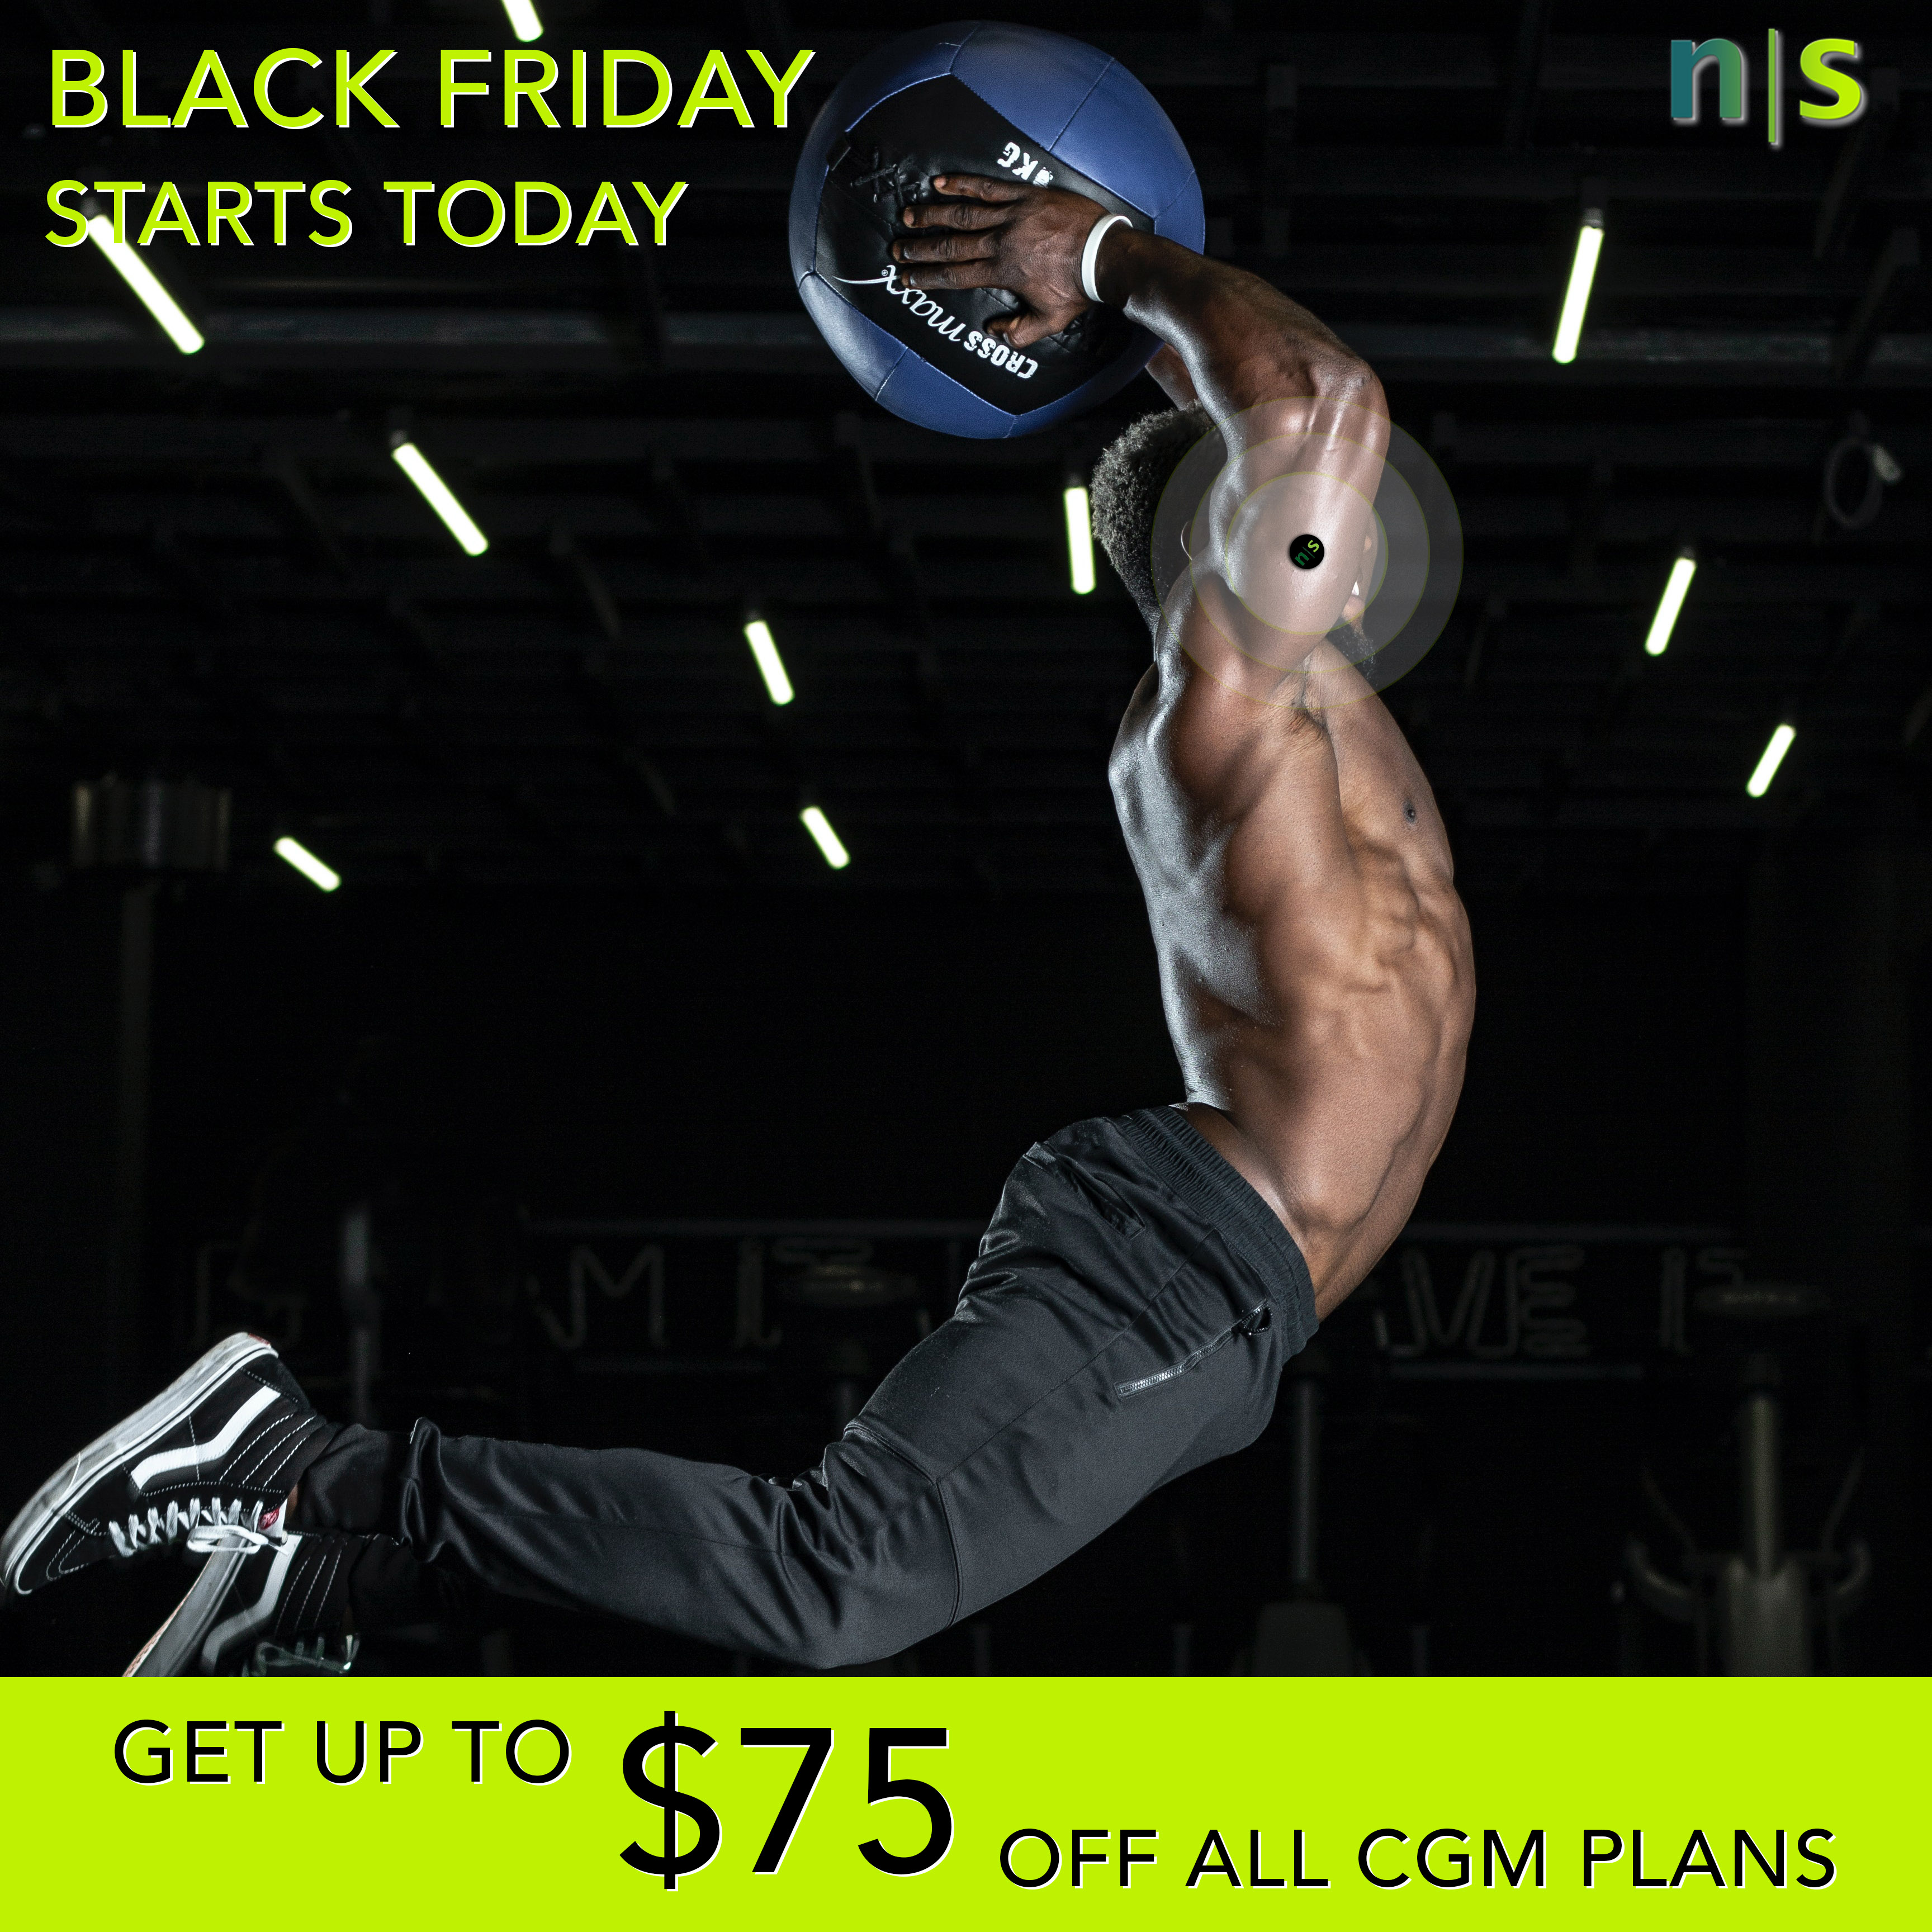 BLACK FRIDAY
n|s
STARTS TODAY
KG
CROSS maxx®
n|s
GET UP TO $75 OFF ALL CGM PLANS